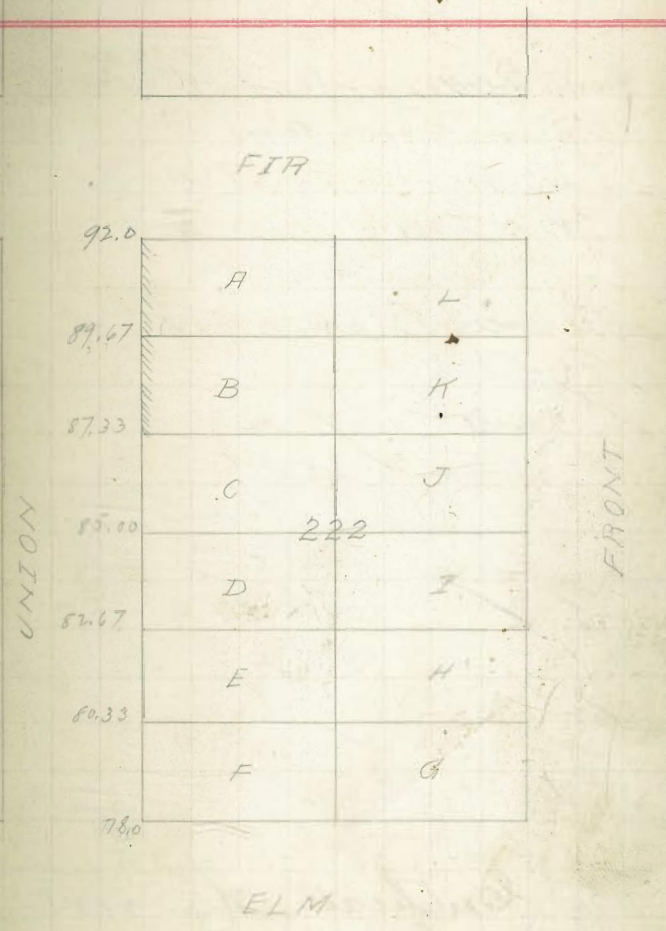 FIR
92.0
A
L
89.67
B
K
87.33
C
J
UNION
FRONT
85.00
222
D
I
82.67
E
H
80.33
F
G
78.0
ELM